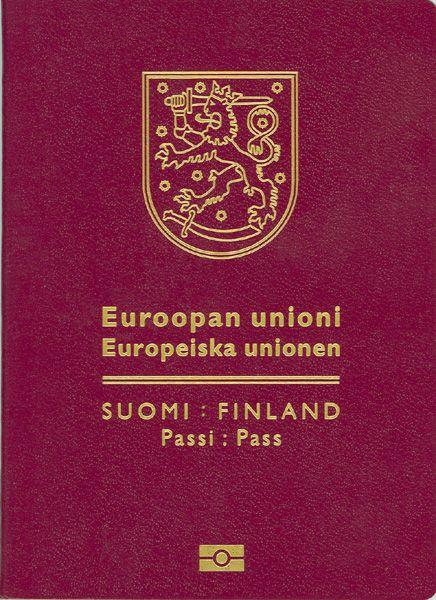 Euroopan unioni
Europeiska unionen
SUOMI : FINLAND
Passi : Pass